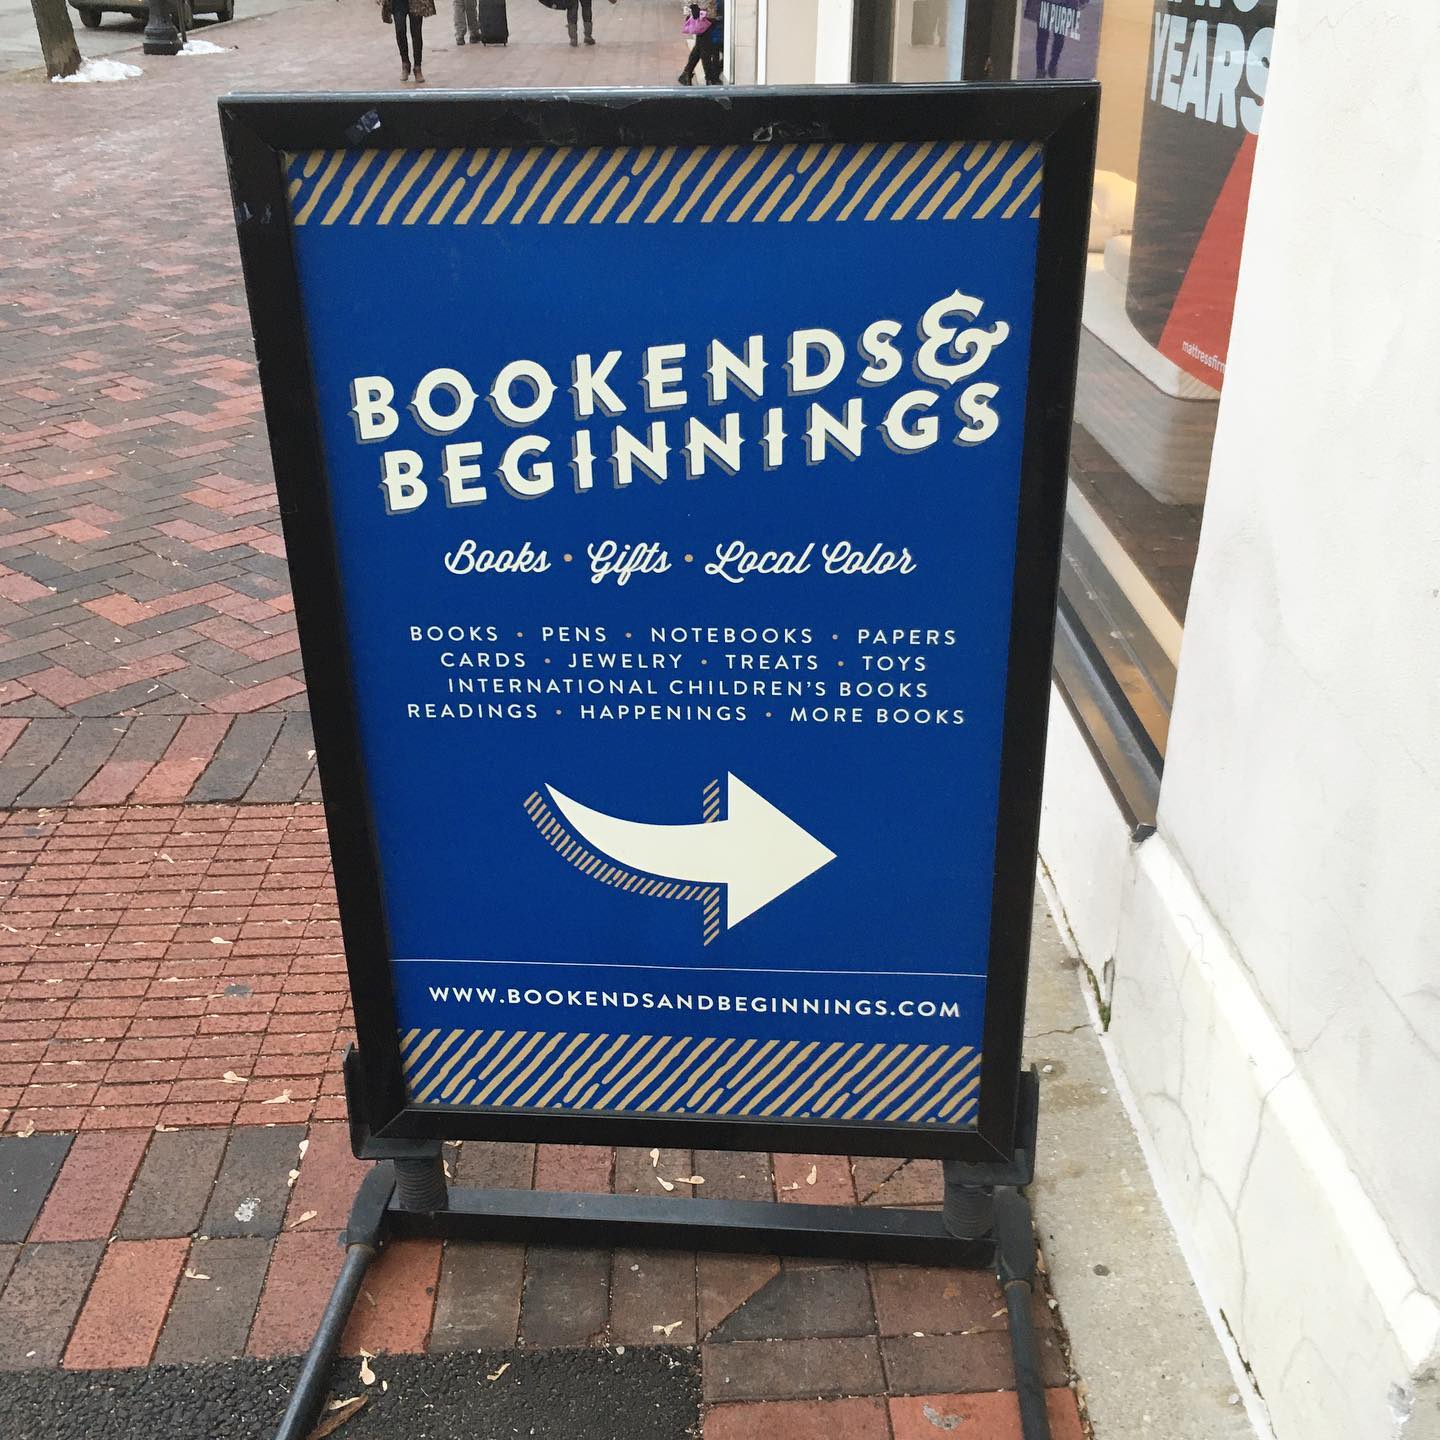 IN PURPLE
YEARS
BOOKENDS &
BEGINNINGS
Books • Gifts • Local Color
BOOKS • PENS • NOTEBOOKS • PAPERS
CARDS • JEWELRY • TREATS • TOYS
INTERNATIONAL CHILDREN'S BOOKS
READINGS • HAPPENINGS • MORE BOOKS
WWW.BOOKENDSANDBEGINNINGS.COM